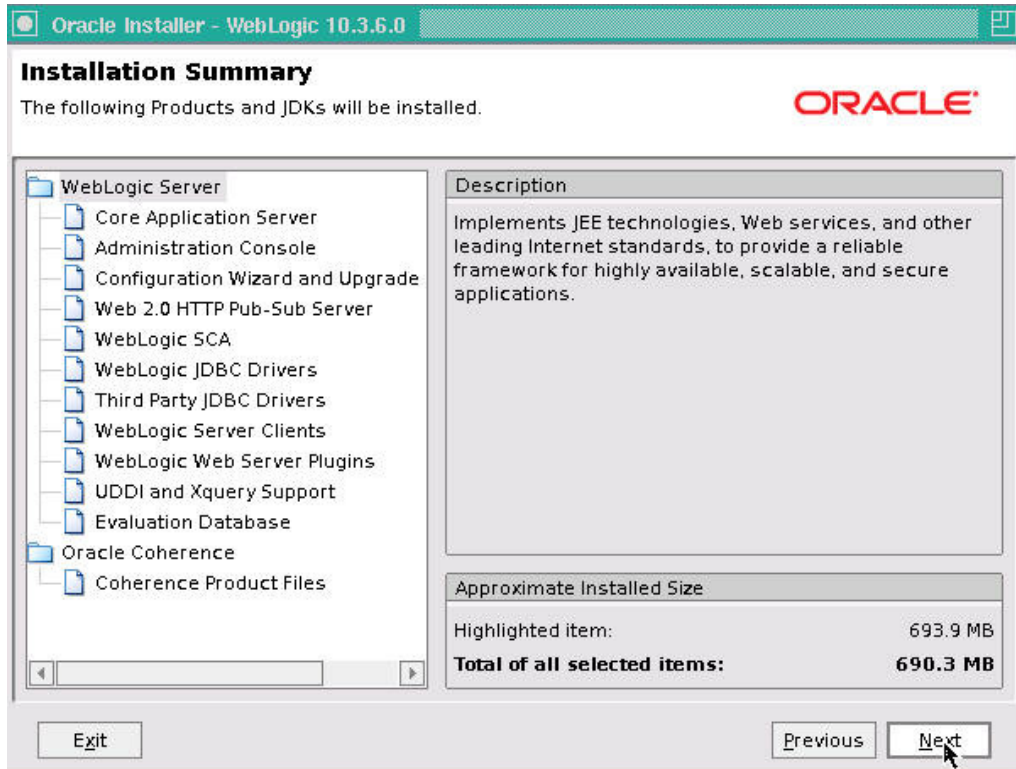 Oracle Installer - WebLogic 10.3.6.0
Installation Summary
The following Products and JDKs will be installed.
ORACLE
WebLogic Server
Core Application Server
Administration Console
Configuration Wizard and Upgrade
Web 2.0 HTTP Pub-Sub Server
WebLogic SCA
WebLogic JDBC Drivers
Third Party JDBC Drivers
WebLogic Server Clients
WebLogic Web Server Plugins
UDDI and Xquery Support
Evaluation Database
Oracle Coherence
Coherence Product Files
Description
Implements JEE technologies, Web services, and other
leading Internet standards, to provide a reliable
framework for highly available, scalable, and secure
applications.
Approximate Installed Size
Highlighted item: 693.9 MB
Total of all selected items: 690.3 MB
Exit
Previous
Next